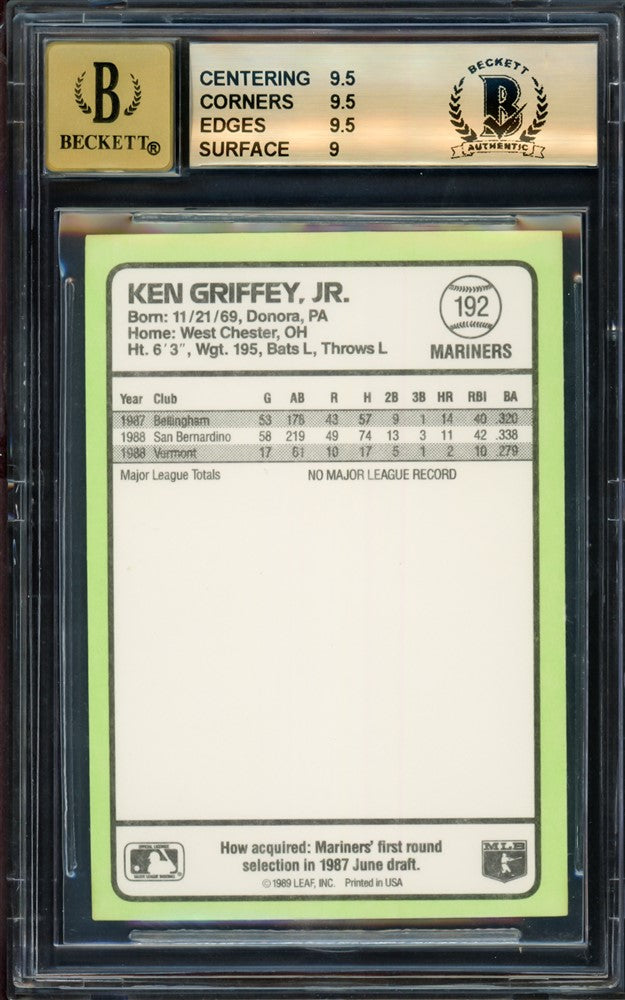 B
BECKETT®
CENTERING 9.5
CORNERS 9.5
EDGES 9.5
SURFACE 9
BECKETT
B
AUTHENTIC
KEN GRIFFEY, JR.
Born: 11/21/69, Donora, PA
Home: West Chester, OH
Ht. 6'3", Wgt. 195, Bats L, Throws L
192
MARINERS
Year Club G AB R H 2B 3B HR RBI BA
1987 Bellingham 53 178 43 57 9 1 14 40 .320
1988 San Bernardino 58 219 49 74 13 3 11 42 .338
1988 Vermont 17 61 10 17 5 1 2 10 .279
Major League Totals NO MAJOR LEAGUE RECORD
OFFICIAL LICENSEE
MAJOR LEAGUE BASEBALL
How acquired: Mariners' first round
selection in 1987 June draft.
© 1989 LEAF, INC. Printed in USA
MLB